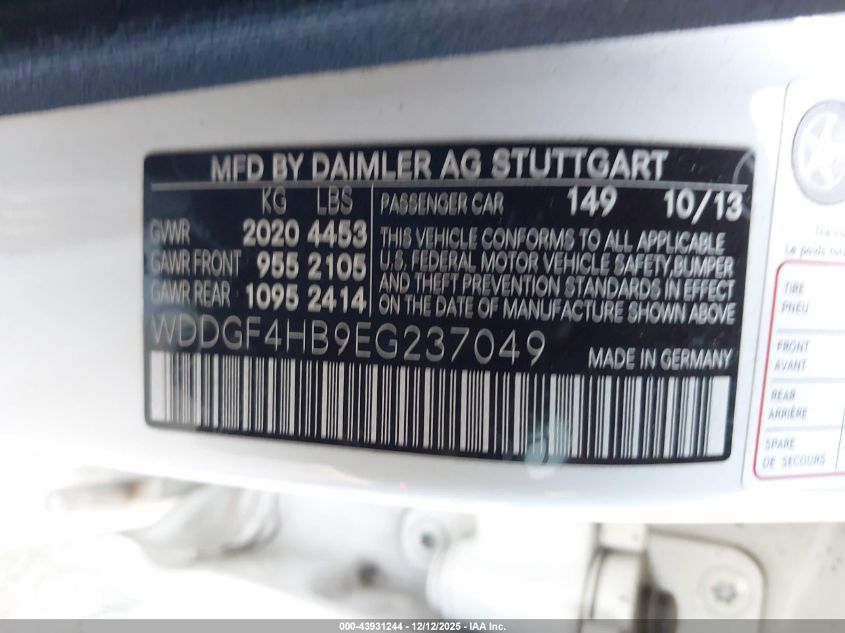 MFD BY DAIMLER AG STUTTGART
KG LBS
GVWR 2020 4453
GAWR FRONT 955 2105
GAWR REAR 1095 2414
PASSENGER CAR 149 10/13
THIS VEHICLE CONFORMS TO ALL APPLICABLE
U.S. FEDERAL MOTOR VEHICLE SAFETY,BUMPER
AND THEFT PREVENTION STANDARDS IN EFFECT
ON THE DATE OF MANUFACTURE SHOWN ABOVE
WDDGF4HB9EG237049
MADE IN GERMANY
Le poids
TIRE
PNEU
FRONT
AVANT
REAR
ARRIÈRE
SPARE
DE SECOURS
000-43931244 - 12/12/2025 - © IAA Inc.